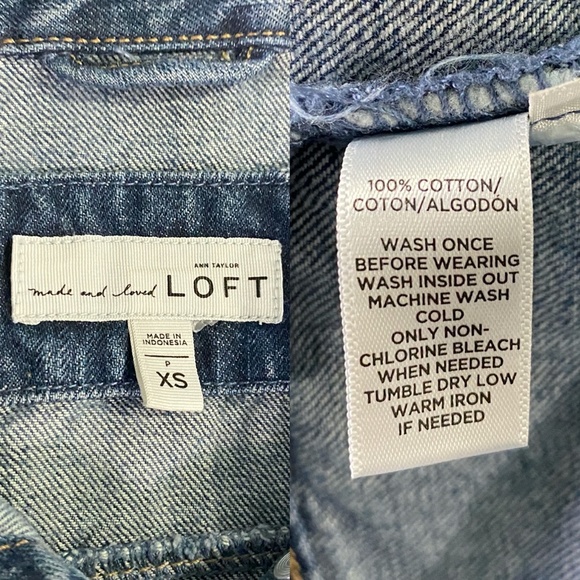 ANN TAYLOR
made and loved LOFT
MADE IN
INDONESIA
P
XS
100% COTTON/
COTON/ALGODÓN
WASH ONCE
BEFORE WEARING
WASH INSIDE OUT
MACHINE WASH
COLD
ONLY NON-
CHLORINE BLEACH
WHEN NEEDED
TUMBLE DRY LOW
WARM IRON
IF NEEDED